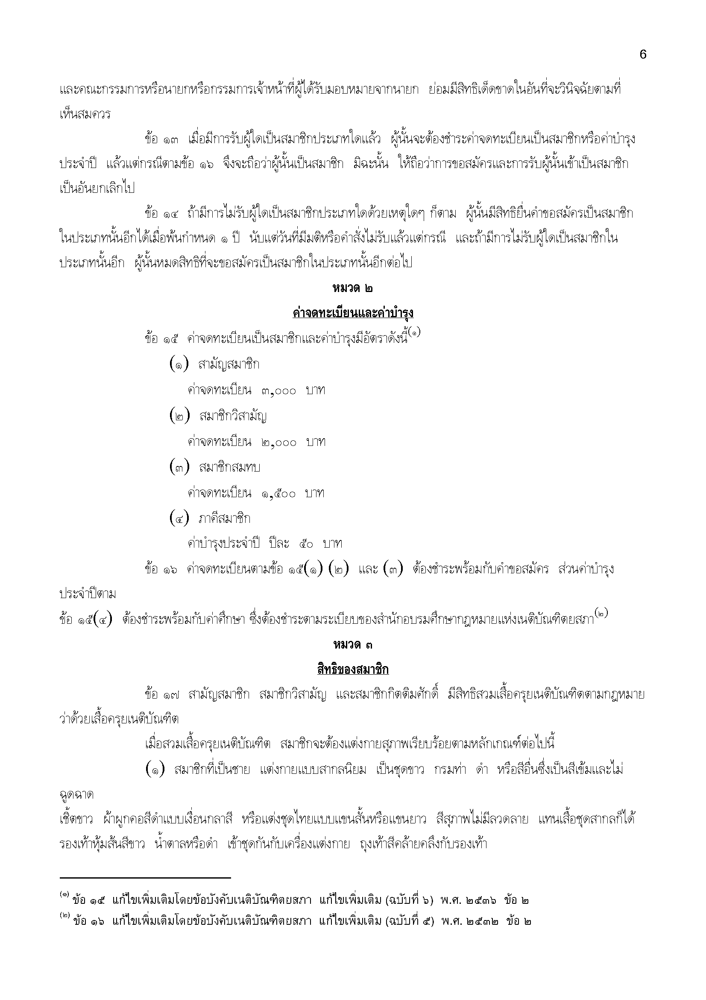 6
และคณะกรรมการหรือนายกหรือกรรมการเจ้าหน้าที่ผู้ได้รับมอบหมายจากนายก ย่อมมีสิทธิเด็ดขาดในอันที่จะวินิจฉัยตามที่
เห็นสมควร
ข้อ ๑๓ เมื่อมีการรับผู้ใดเป็นสมาชิกประเภทใดแล้ว ผู้นั้นจะต้องชำระค่าจดทะเบียนเป็นสมาชิกหรือค่าบำรุง
ประจำปี แล้วแต่กรณีตามข้อ ๑๖ จึงจะถือว่าผู้นั้นเป็นสมาชิก มิฉะนั้น ให้ถือว่าการขอสมัครและการรับผู้นั้นเข้าเป็นสมาชิก
เป็นอันยกเลิกไป
ข้อ ๑๔ ถ้ามีการไม่รับผู้ใดเป็นสมาชิกประเภทใดด้วยเหตุใดๆ ก็ตาม ผู้นั้นมีสิทธิยื่นคำขอสมัครเป็นสมาชิก
ในประเภทนั้นอีกได้เมื่อพ้นกำหนด ๑ ปี นับแต่วันที่มีมติหรือคำสั่งไม่รับแล้วแต่กรณี และถ้ามีการไม่รับผู้ใดเป็นสมาชิกใน
ประเภทนั้นอีก ผู้นั้นหมดสิทธิที่จะขอสมัครเป็นสมาชิกในประเภทนั้นอีกต่อไป
หมวด ๒
ค่าจดทะเบียนและค่าบำรุง
ข้อ ๑๕ ค่าจดทะเบียนเป็นสมาชิกและค่าบำรุงมีอัตราดังนี้(๑)
(๑) สามัญสมาชิก
ค่าจดทะเบียน ๓,๐๐๐ บาท
(๒) สมาชิกวิสามัญ
ค่าจดทะเบียน ๒,๐๐๐ บาท
(๓) สมาชิกสมทบ
ค่าจดทะเบียน ๑,๕๐๐ บาท
(๔) ภาคีสมาชิก
ค่าบำรุงประจำปี ปีละ ๕๐ บาท
ข้อ ๑๖ ค่าจดทะเบียนตามข้อ ๑๕(๑) (๒) และ (๓) ต้องชำระพร้อมกับคำขอสมัคร ส่วนค่าบำรุง
ประจำปีตาม
ข้อ ๑๕(๔) ต้องชำระพร้อมกับค่าศึกษา ซึ่งต้องชำระตามระเบียบของสำนักอบรมศึกษากฎหมายแห่งเนติบัณฑิตยสภา(๒)
หมวด ๓
สิทธิของสมาชิก
ข้อ ๑๗ สามัญสมาชิก สมาชิกวิสามัญ และสมาชิกกิตติมศักดิ์ มีสิทธิสวมเสื้อครุยเนติบัณฑิตตามกฎหมาย
ว่าด้วยเสื้อครุยเนติบัณฑิต
เมื่อสวมเสื้อครุยเนติบัณฑิต สมาชิกจะต้องแต่งกายสุภาพเรียบร้อยตามหลักเกณฑ์ต่อไปนี้
(๑) สมาชิกที่เป็นชาย แต่งกายแบบสากลนิยม เป็นชุดขาว กรมท่า ดำ หรือสีอื่นซึ่งเป็นสีเข้มและไม่
ฉูดฉาด
เชิ้ตขาว ผ้าผูกคอสีดำแบบเงื่อนกลาสี หรือแต่งชุดไทยแบบแขนสั้นหรือแขนยาว สีสุภาพไม่มีลวดลาย แทนเสื้อชุดสากลก็ได้
รองเท้าหุ้มส้นสีขาว น้ำตาลหรือดำ เข้าชุดกันกับเครื่องแต่งกาย ถุงเท้าสีคล้ายคลึงกับรองเท้า
(๑) ข้อ ๑๕ แก้ไขเพิ่มเติมโดยข้อบังคับเนติบัณฑิตยสภา แก้ไขเพิ่มเติม (ฉบับที่ ๖) พ.ศ. ๒๕๓๖ ข้อ ๒
(๒) ข้อ ๑๖ แก้ไขเพิ่มเติมโดยข้อบังคับเนติบัณฑิตยสภา แก้ไขเพิ่มเติม (ฉบับที่ ๕) พ.ศ. ๒๕๓๒ ข้อ ๒